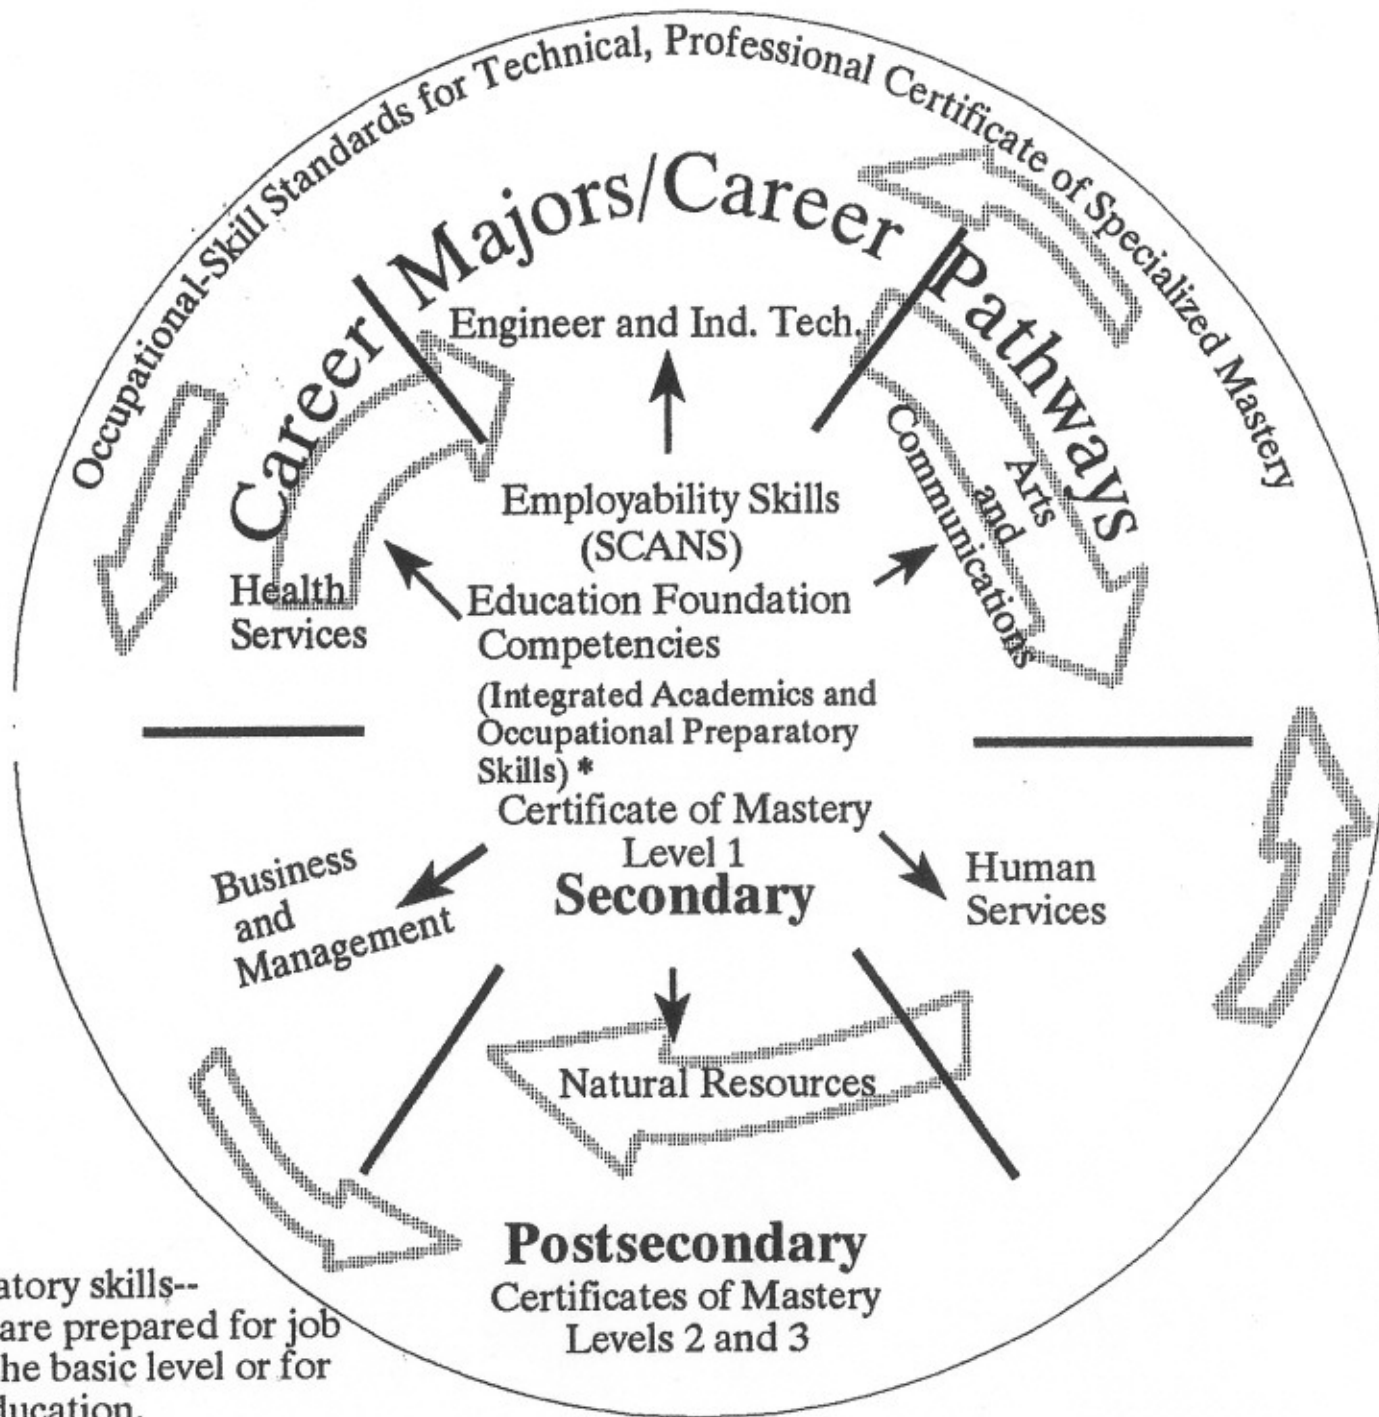 Occupational-Skill Standards for Technical, Professional Certificate of Specialized Mastery
Career Majors/Career Pathways
Engineer and Ind. Tech.
Arts
and
Communications
Employability Skills
(SCANS)
Health
Services
Education Foundation
Competencies
(Integrated Academics and
Occupational Preparatory
Skills) *
Certificate of Mastery
Level 1
Secondary
Business
and
Management
Human
Services
Natural Resources
Postsecondary
Certificates of Mastery
Levels 2 and 3
atory skills--
are prepared for job
he basic level or for
ducation.